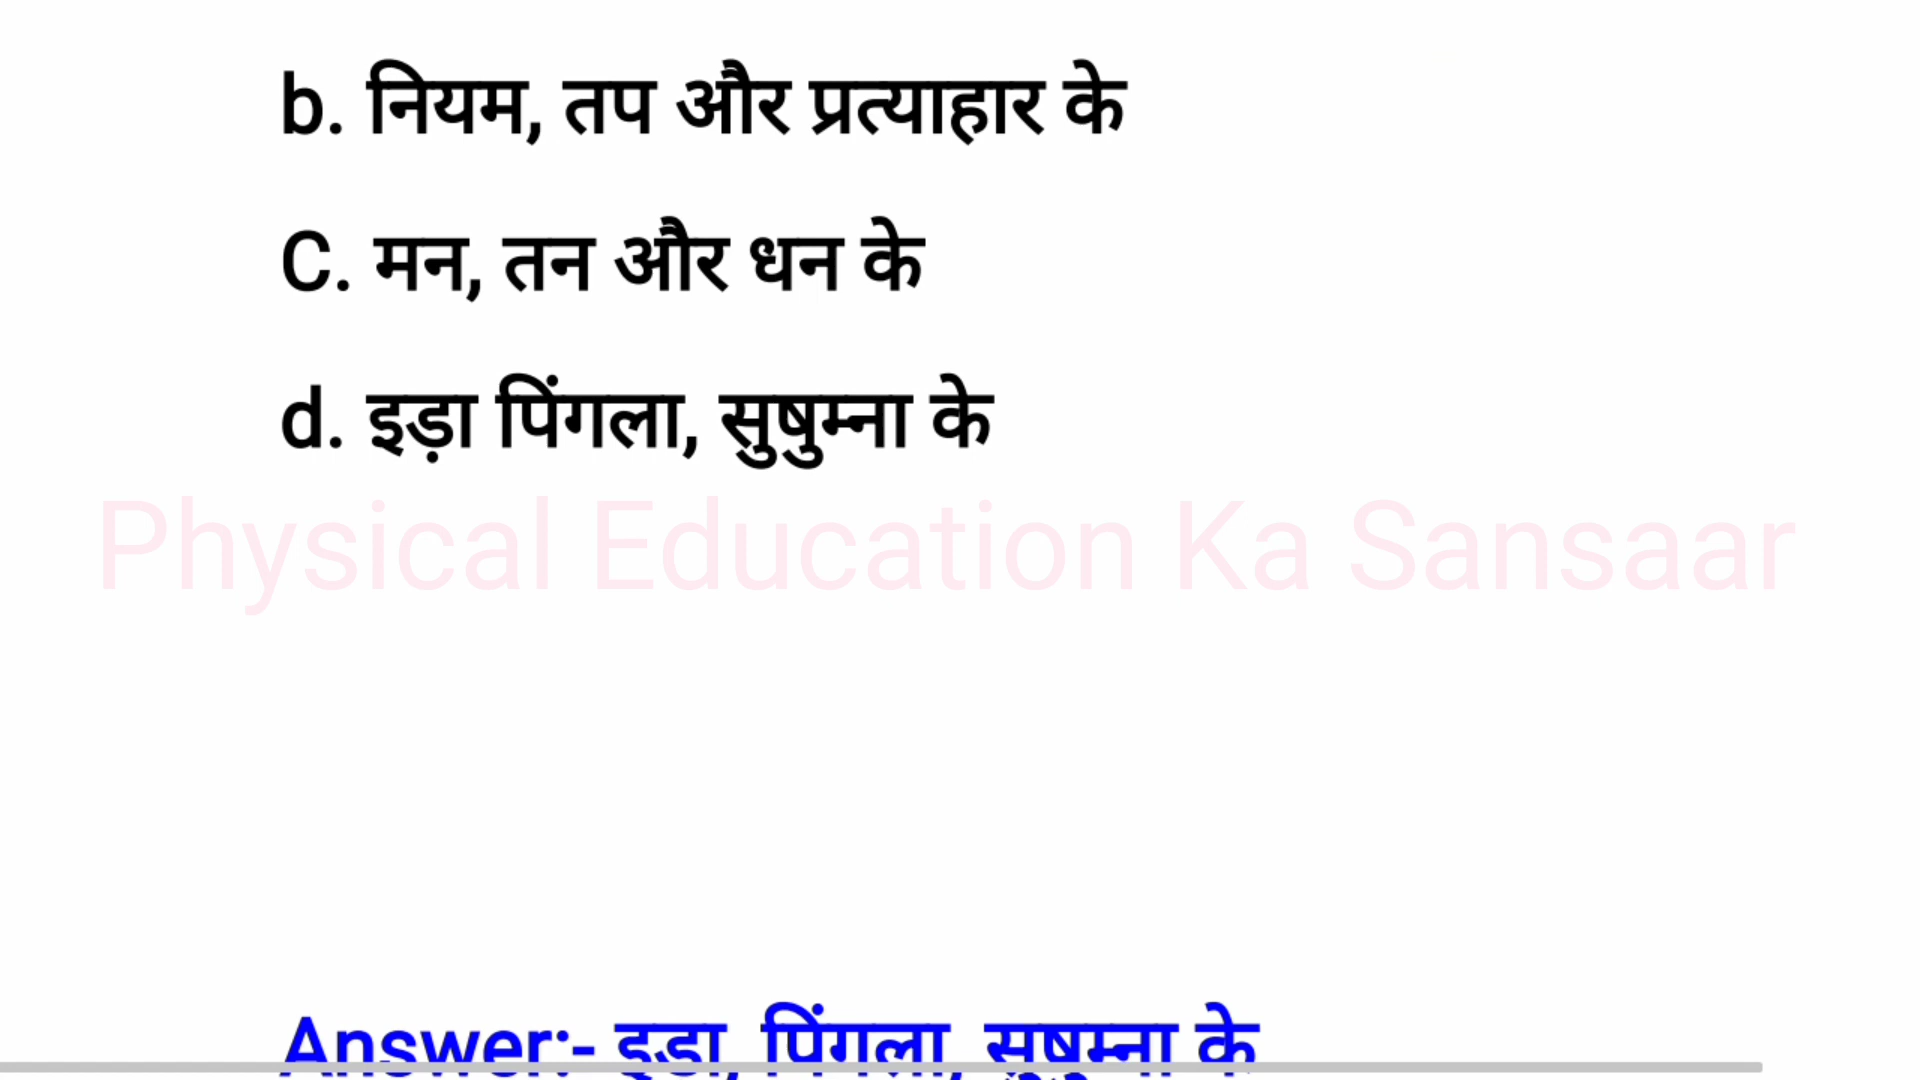 b. नियम, तप और प्रत्याहार के
C. मन, तन और धन के
d. इड़ा पिंगला, सुषुम्ना के
Physical Education Ka Sansaar
Answer:- इडा, पिंगला, सुषुम्ना के